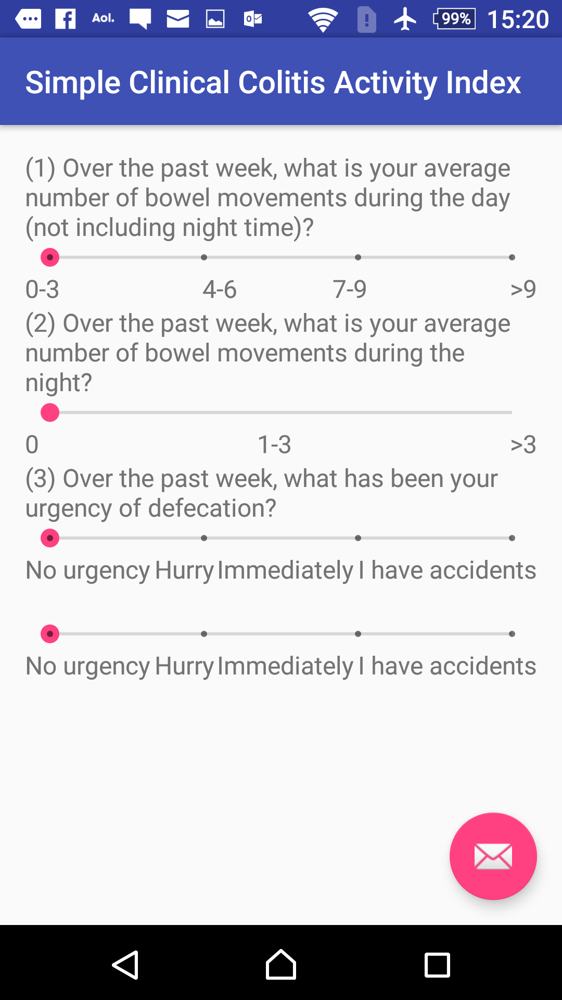 Aol. 99% 15:20
Simple Clinical Colitis Activity Index
(1) Over the past week, what is your average
number of bowel movements during the day
(not including night time)?
0-3 4-6 7-9 >9
(2) Over the past week, what is your average
number of bowel movements during the
night?
0 1-3 >3
(3) Over the past week, what has been your
urgency of defecation?
No urgency Hurry Immediately I have accidents
No urgency Hurry Immediately I have accidents